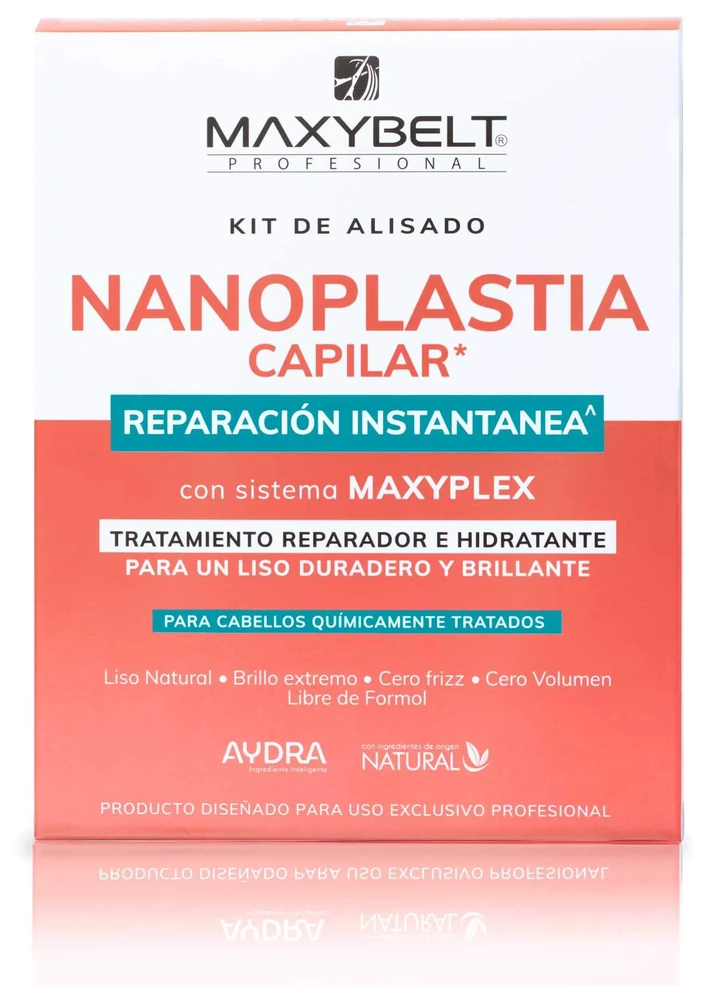 MAXYBELT®
PROFESIONAL
KIT DE ALISADO
NANOPLASTIA
CAPILAR*
REPARACIÓN INSTANTANEA^
con sistema MAXYPLEX
TRATAMIENTO REPARADOR E HIDRATANTE
PARA UN LISO DURADERO Y BRILLANTE
PARA CABELLOS QUÍMICAMENTE TRATADOS
Liso Natural • Brillo extremo • Cero frizz • Cero Volumen
Libre de Formol
AYDRA
Ingrediente Inteligente
con ingredientes de origen
NATURAL
PRODUCTO DISEÑADO PARA USO EXCLUSIVO PROFESIONAL